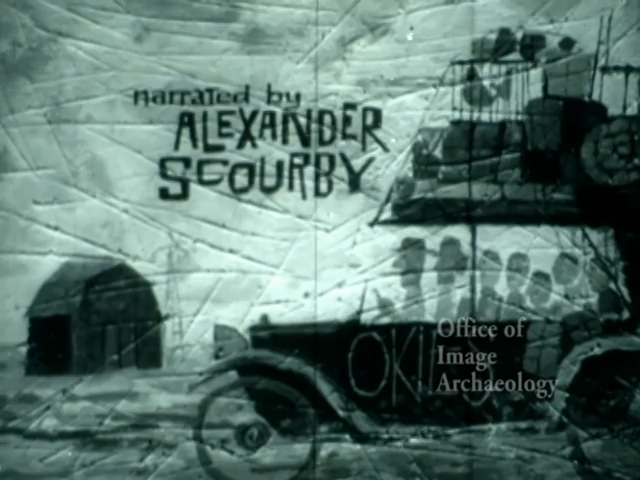 narrated by
ALEXANDER
SCOURBY
OKIES
Office of
Image
Archaeology